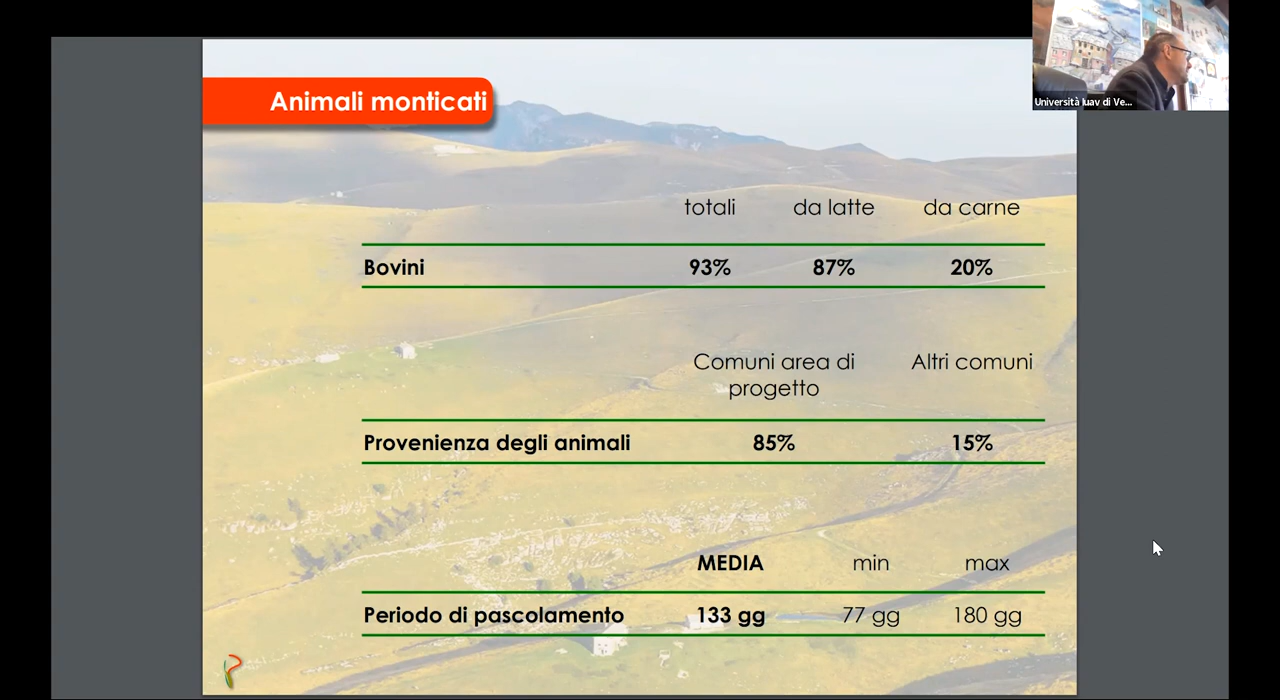 Università Iuav di Ve...
Animali monticati
totali da latte da carne
Bovini 93% 87% 20%
Comuni area di progetto Altri comuni
Provenienza degli animali 85% 15%
MEDIA min max
Periodo di pascolamento 133 gg 77 gg 180 gg